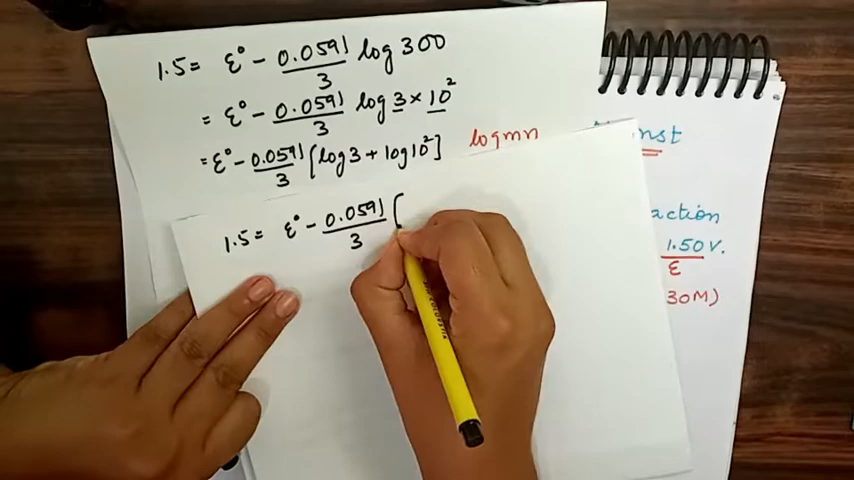 1.5 = ε° - 0.0591/3 log 300
= ε° - 0.0591/3 log 3 × 10²
= ε° - 0.0591/3 [log 3 + log 10²]
log mn
1.5 = ε° - 0.0591/3 [
nst
action
1.50 V.
ε
30M)